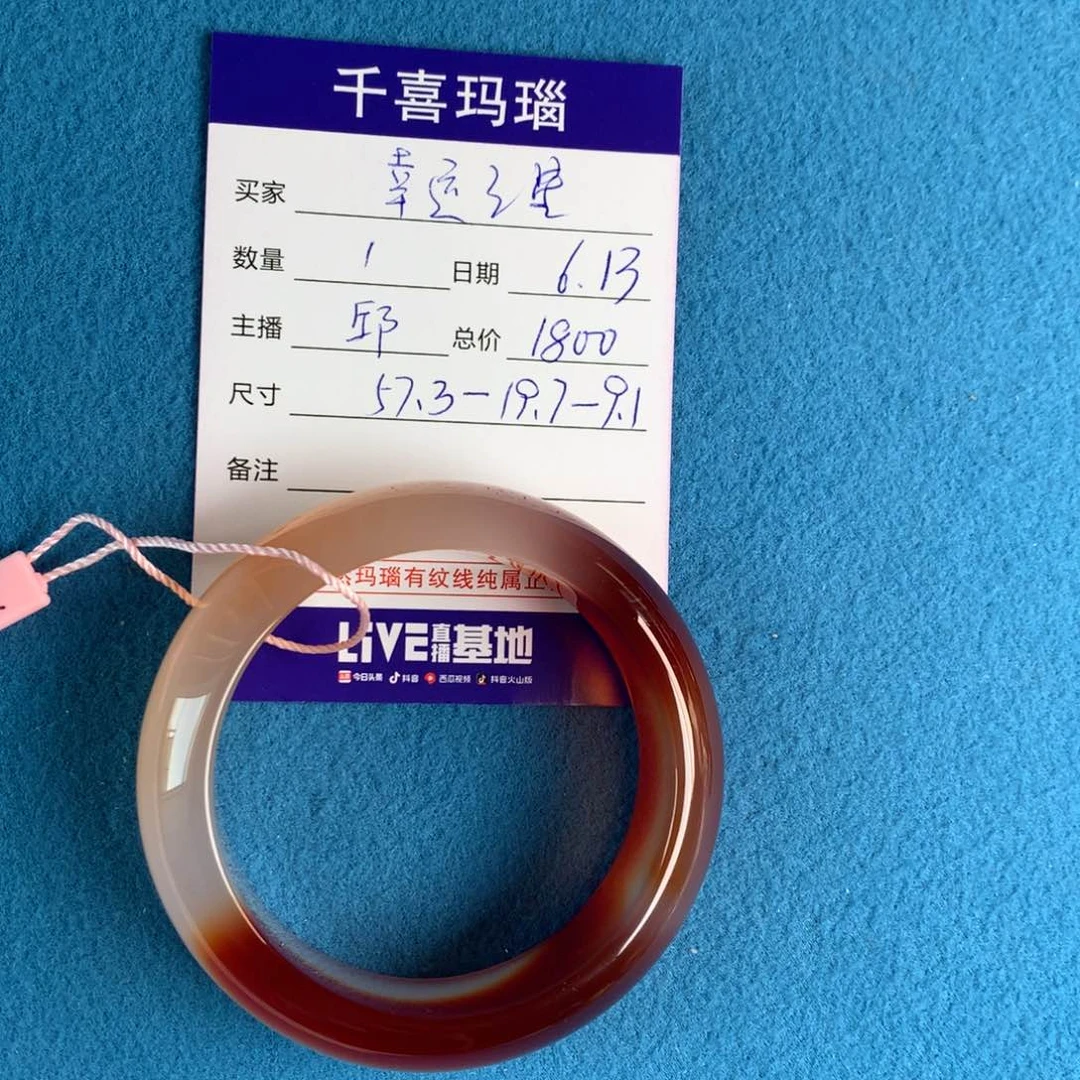 千喜玛瑙
买家 幸运之星
数量 1 日期 6.13
主播 邱 总价 1800
尺寸 57.3-19.7-9.1
备注
玛瑙有纹线纯属
LiVE直播基地
今日头条 抖音 西瓜视频 抖音火山版